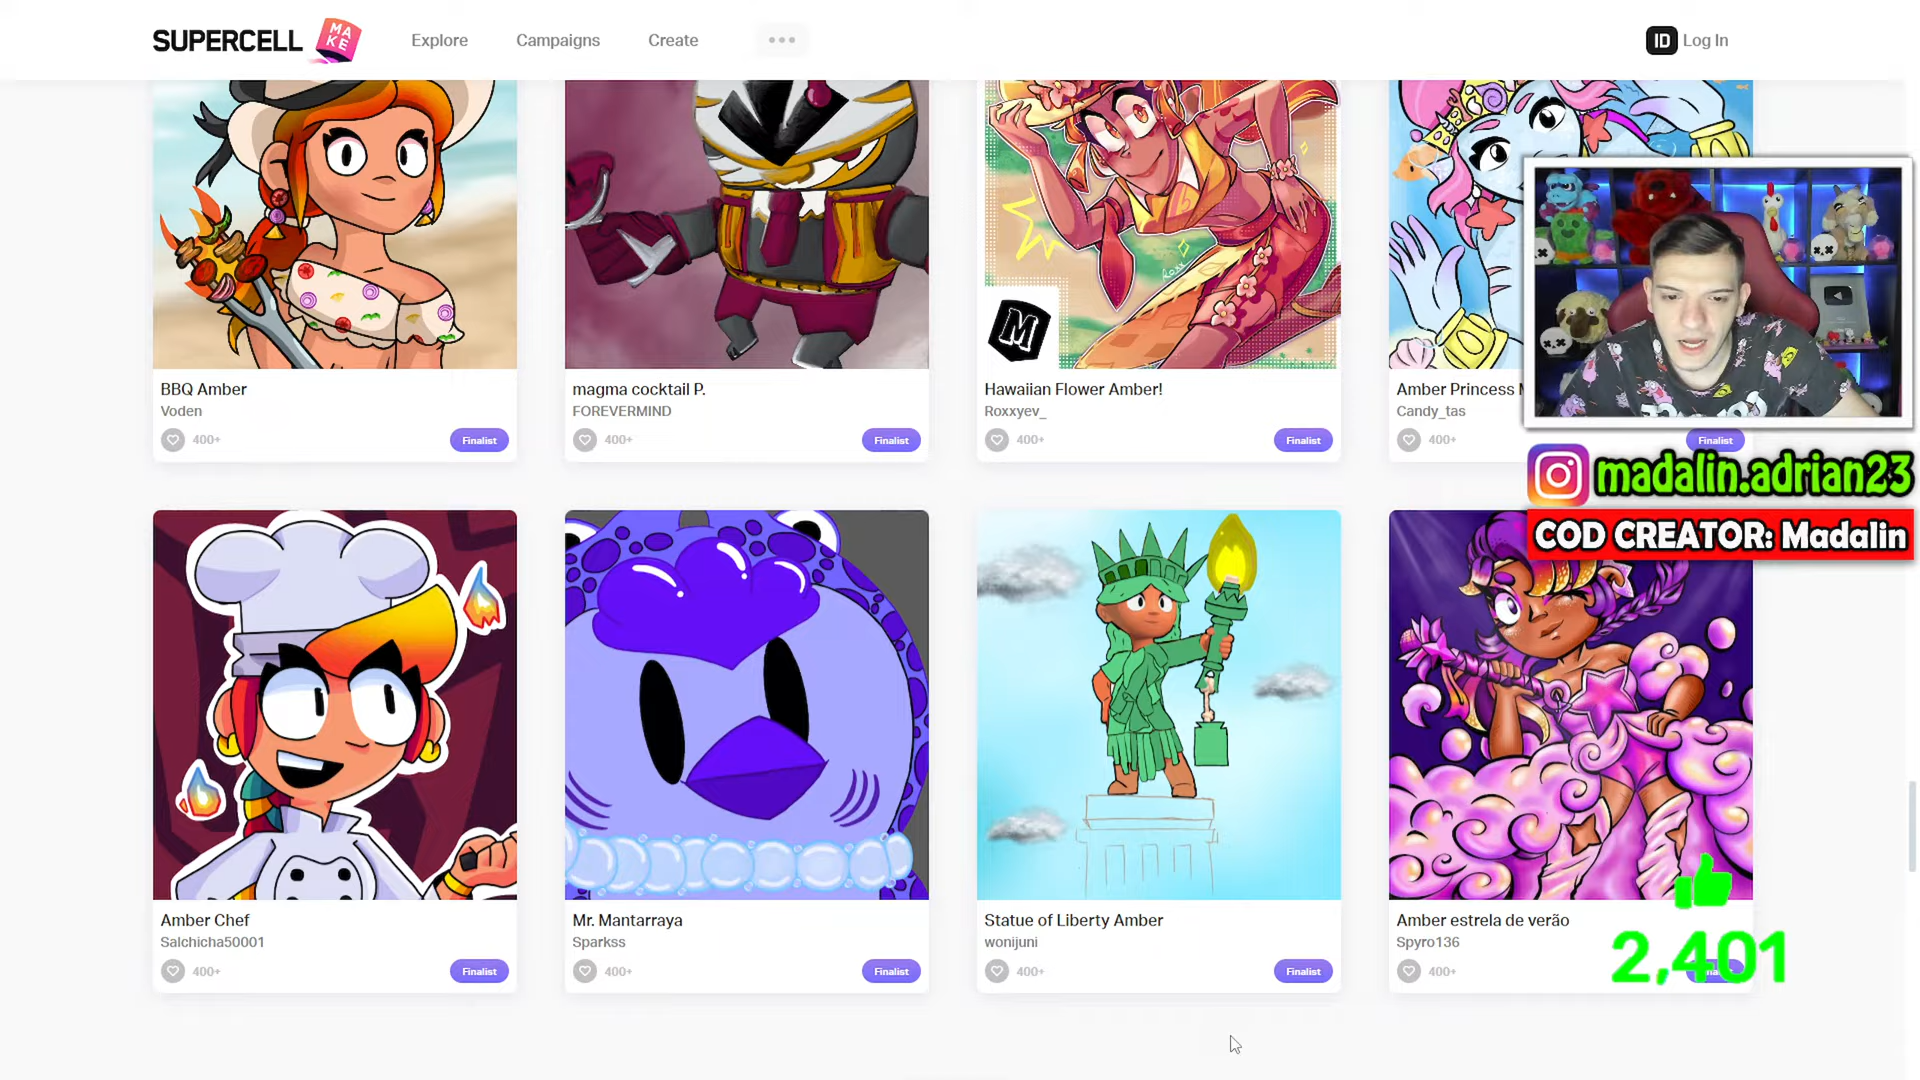 SUPERCELL MAKE Explore Campaigns Create ID Log In
BBQ Amber
Voden
400+ Finalist
magma cocktail P.
FOREVERMIND
400+ Finalist
M
Roxx
Hawaiian Flower Amber!
Roxxyev_
400+ Finalist
Amber Princess
Candy_tas
400+ Finalist
madalin.adrian23
COD CREATOR: Madalin
Amber Chef
Salchicha50001
400+ Finalist
Mr. Mantarraya
Sparkss
400+ Finalist
Statue of Liberty Amber
wonijuni
400+ Finalist
Amber estrela de verão
Spyro136
400+
2,401